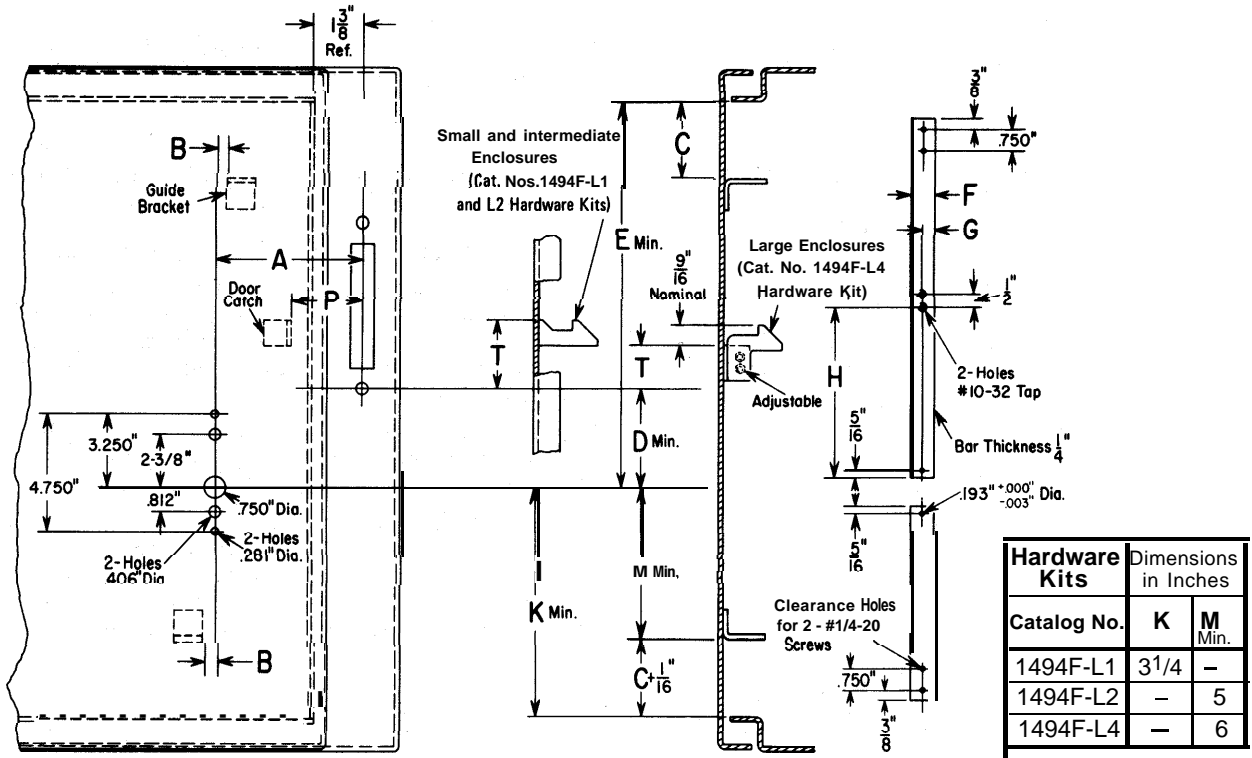 1 3/8"
Ref.
B
Guide
Bracket
A
Door
Catch
P
3.250"
2-3/8"
4.750"
.812"
.750" Dia.
2-Holes
.281" Dia.
2-Holes
.406" Dia
B
Small and intermediate
Enclosures
(Cat. Nos.1494F-L1
and L2 Hardware Kits)
E Min.
C
9/16"
Nominal
Large Enclosures
(Cat. No. 1494F-L4
Hardware Kit)
T
T
Adjustable
D Min.
M Min,
K Min.
C+1/16"
3/8"
.750"
F
G
1/2"
H
2-Holes
#10-32 Tap
5/16"
Bar Thickness 1/4"
.193" +.000" -.003" Dia.
5/16"
Clearance Holes
for 2 - #1/4-20
Screws
.750"
3/8"
Hardware Kits Dimensions in Inches
Catalog No. K M Min.
1494F-L1 3 1/4 –
1494F-L2 – 5
1494F-L4 – 6